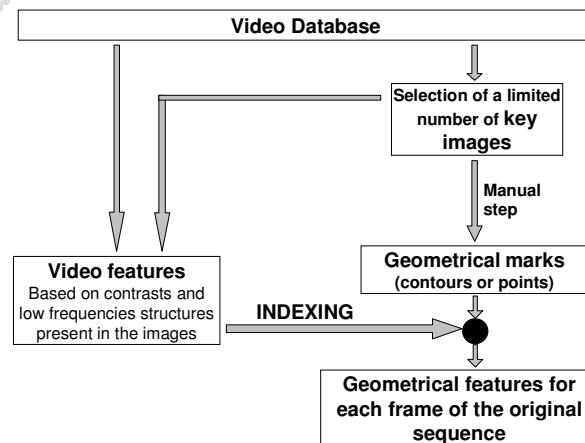 Video Database
Selection of a limited
number of key
images
Manual
step
Video features
Based on contrasts and
low frequencies structures
present in the images
Geometrical marks
(contours or points)
INDEXING
Geometrical features for
each frame of the original
sequence